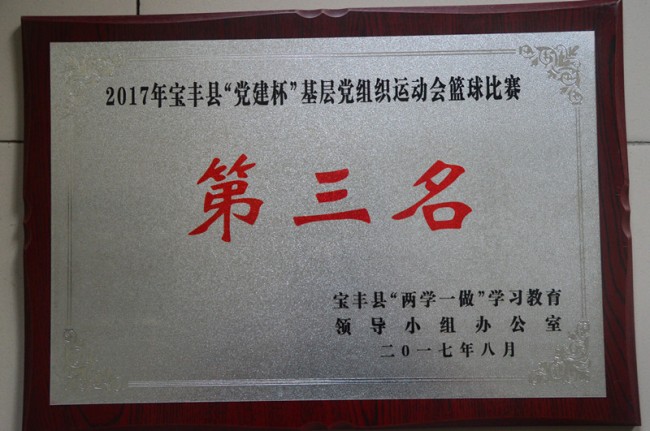 2017年宝丰县“党建杯”基层党组织运动会篮球比赛
第三名
宝丰县“两学一做”学习教育
领导小组办公室
二〇一七年八月